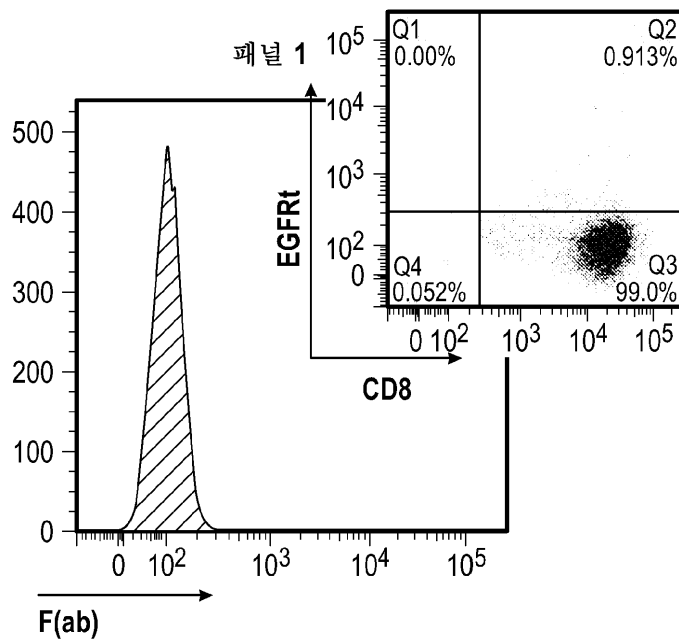 패널 1
Q1
0.00%
Q2
0.913%
Q4
0.052%
Q3
99.0%
10⁵
10⁴
10³
10²
0
EGFRt
0 10² 10³ 10⁴ 10⁵
CD8
500
400
300
200
100
0
0 10² 10³ 10⁴ 10⁵
F(ab)